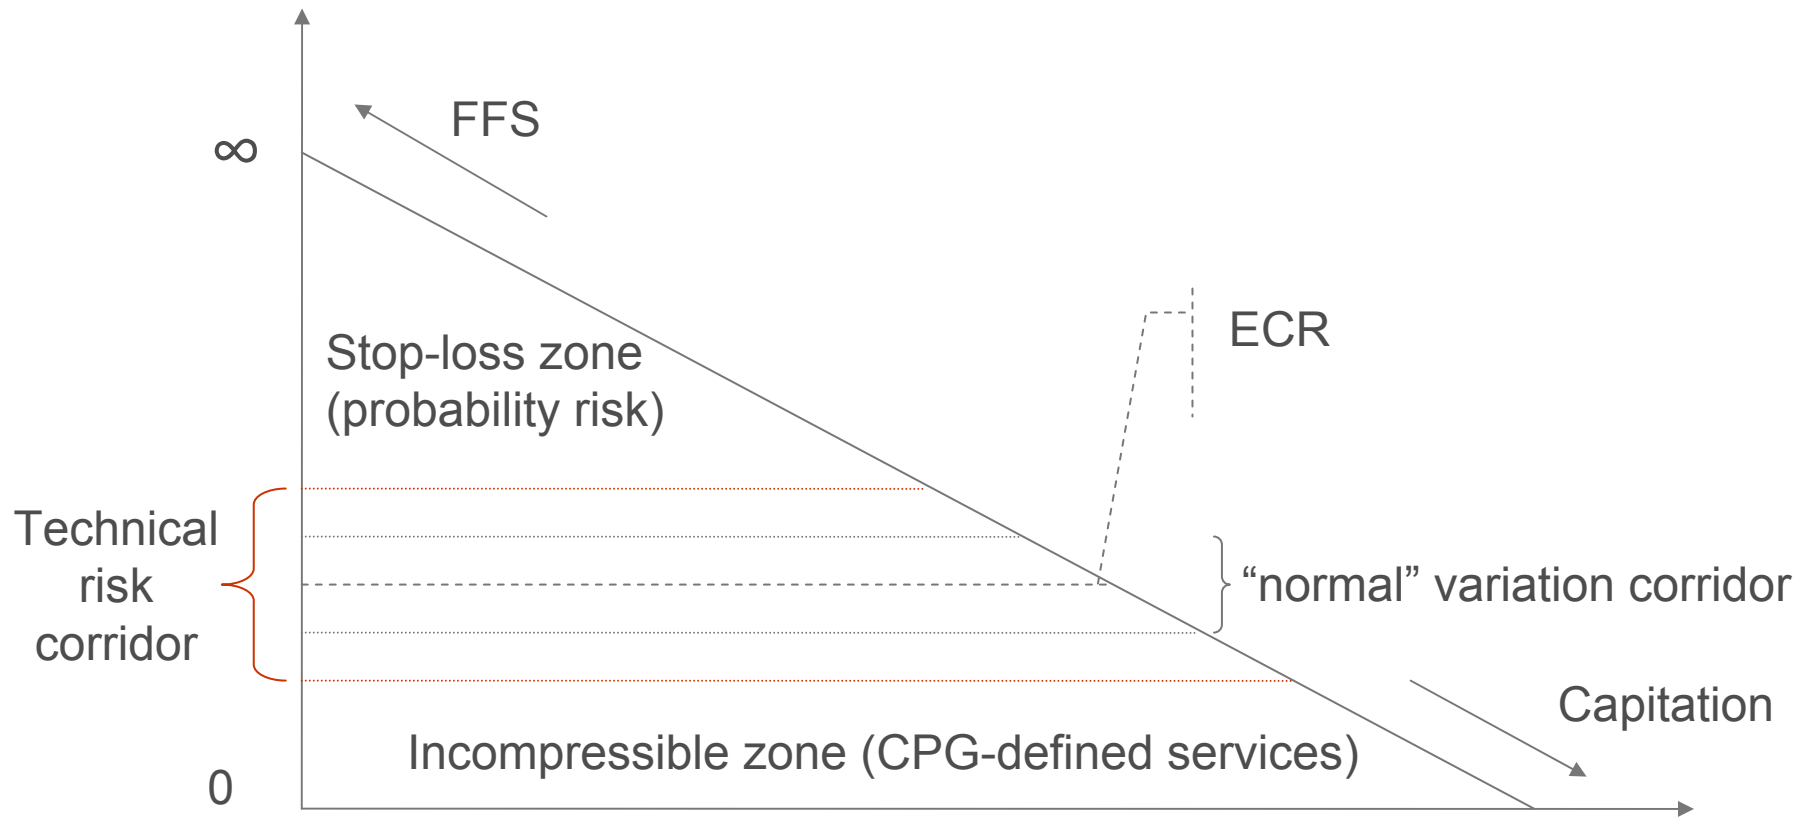 FFS
∞
ECR
Stop-loss zone
(probability risk)
Technical
risk
corridor
“normal” variation corridor
Capitation
Incompressible zone (CPG-defined services)
0